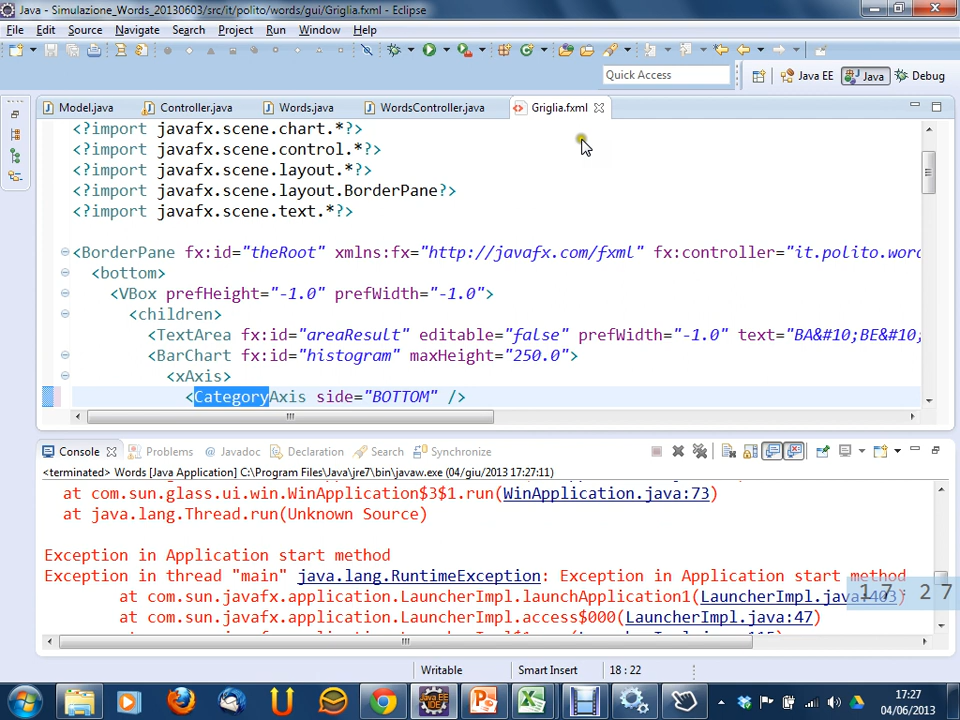 Java - Simulazione_Words_20130603/src/it/polito/words/gui/Griglia.fxml - Eclipse
File Edit Source Navigate Search Project Run Window Help
Quick Access
Java EE Java Debug
Model.java Controller.java Words.java WordsController.java Griglia.fxml
<?import javafx.scene.chart.*?>
<?import javafx.scene.control.*?>
<?import javafx.scene.layout.*?>
<?import javafx.scene.layout.BorderPane?>
<?import javafx.scene.text.*?>
<BorderPane fx:id="theRoot" xmlns:fx="http://javafx.com/fxml" fx:controller="it.polito.word
<bottom>
<VBox prefHeight="-1.0" prefWidth="-1.0">
<children>
<TextArea fx:id="areaResult" editable="false" prefWidth="-1.0" text="BA&#10;BE&#10;
<BarChart fx:id="histogram" maxHeight="250.0">
<xAxis>
<CategoryAxis side="BOTTOM" />
Console Problems Javadoc Declaration Search Synchronize
<terminated> Words [Java Application] C:\Program Files\Java\jre7\bin\javaw.exe (04/giu/2013 17:27:11)
at com.sun.glass.ui.win.WinApplication$3$1.run(WinApplication.java:73)
at java.lang.Thread.run(Unknown Source)
Exception in Application start method
Exception in thread "main" java.lang.RuntimeException: Exception in Application start method
at com.sun.javafx.application.LauncherImpl.launchApplication1(LauncherImpl.java:403)
at com.sun.javafx.application.LauncherImpl.access$000(LauncherImpl.java:47)
17 27
Writable Smart Insert 18 : 22
17:27
04/06/2013